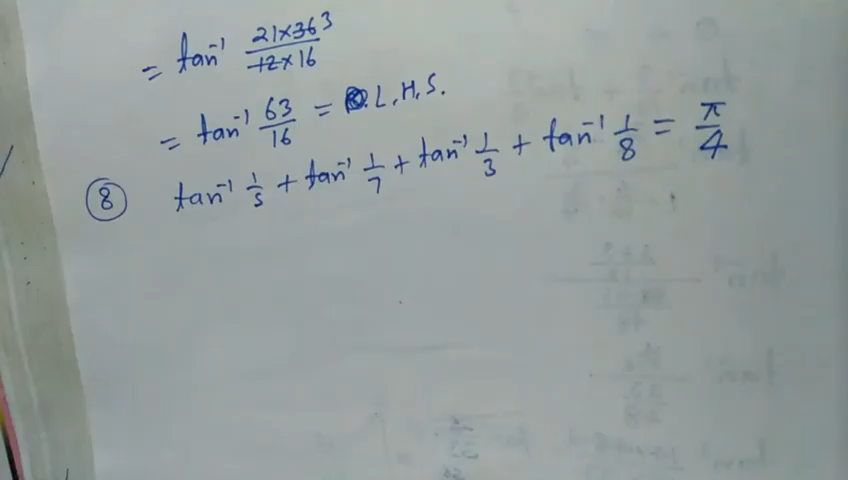 = tan⁻¹ 21×36 3 / 12×16
= tan⁻¹ 63/16 = L.H.S.
⑧ tan⁻¹ 1/5 + tan⁻¹ 1/7 + tan⁻¹ 1/3 + tan⁻¹ 1/8 = π/4